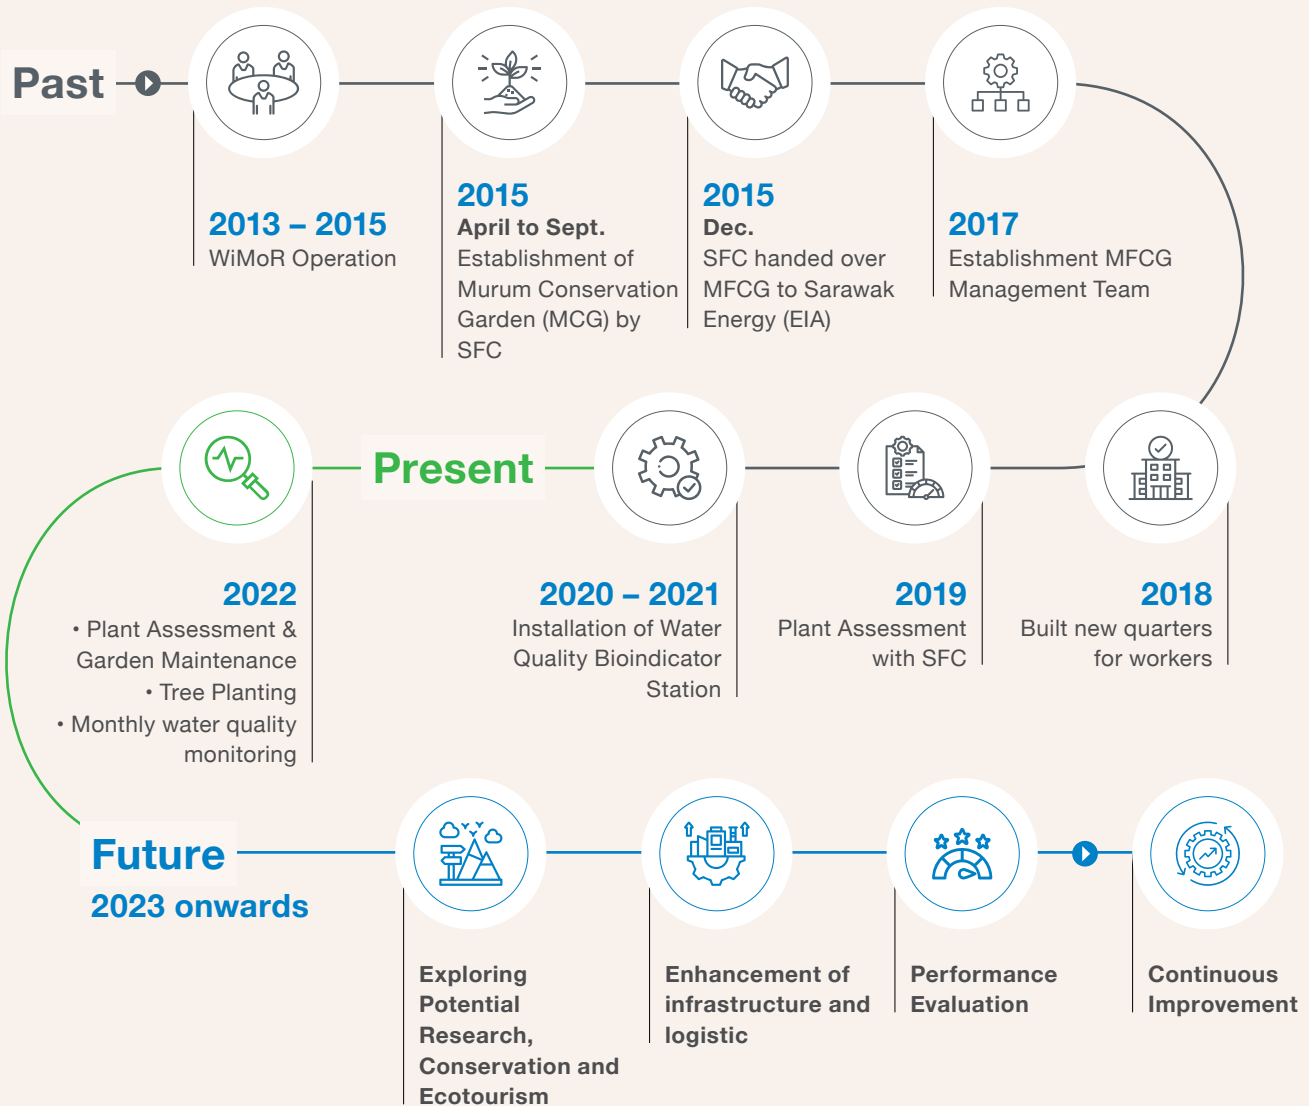 Past
2013 – 2015
WiMoR Operation
2015
April to Sept.
Establishment of
Murum Conservation
Garden (MCG) by
SFC
2015
Dec.
SFC handed over
MFCG to Sarawak
Energy (EIA)
2017
Establishment MFCG
Management Team
2018
Built new quarters
for workers
2019
Plant Assessment
with SFC
2020 – 2021
Installation of Water
Quality Bioindicator
Station
Present
2022
• Plant Assessment &
Garden Maintenance
• Tree Planting
• Monthly water quality
monitoring
Future
2023 onwards
Exploring
Potential
Research,
Conservation and
Ecotourism
Enhancement of
infrastructure and
logistic
Performance
Evaluation
Continuous
Improvement